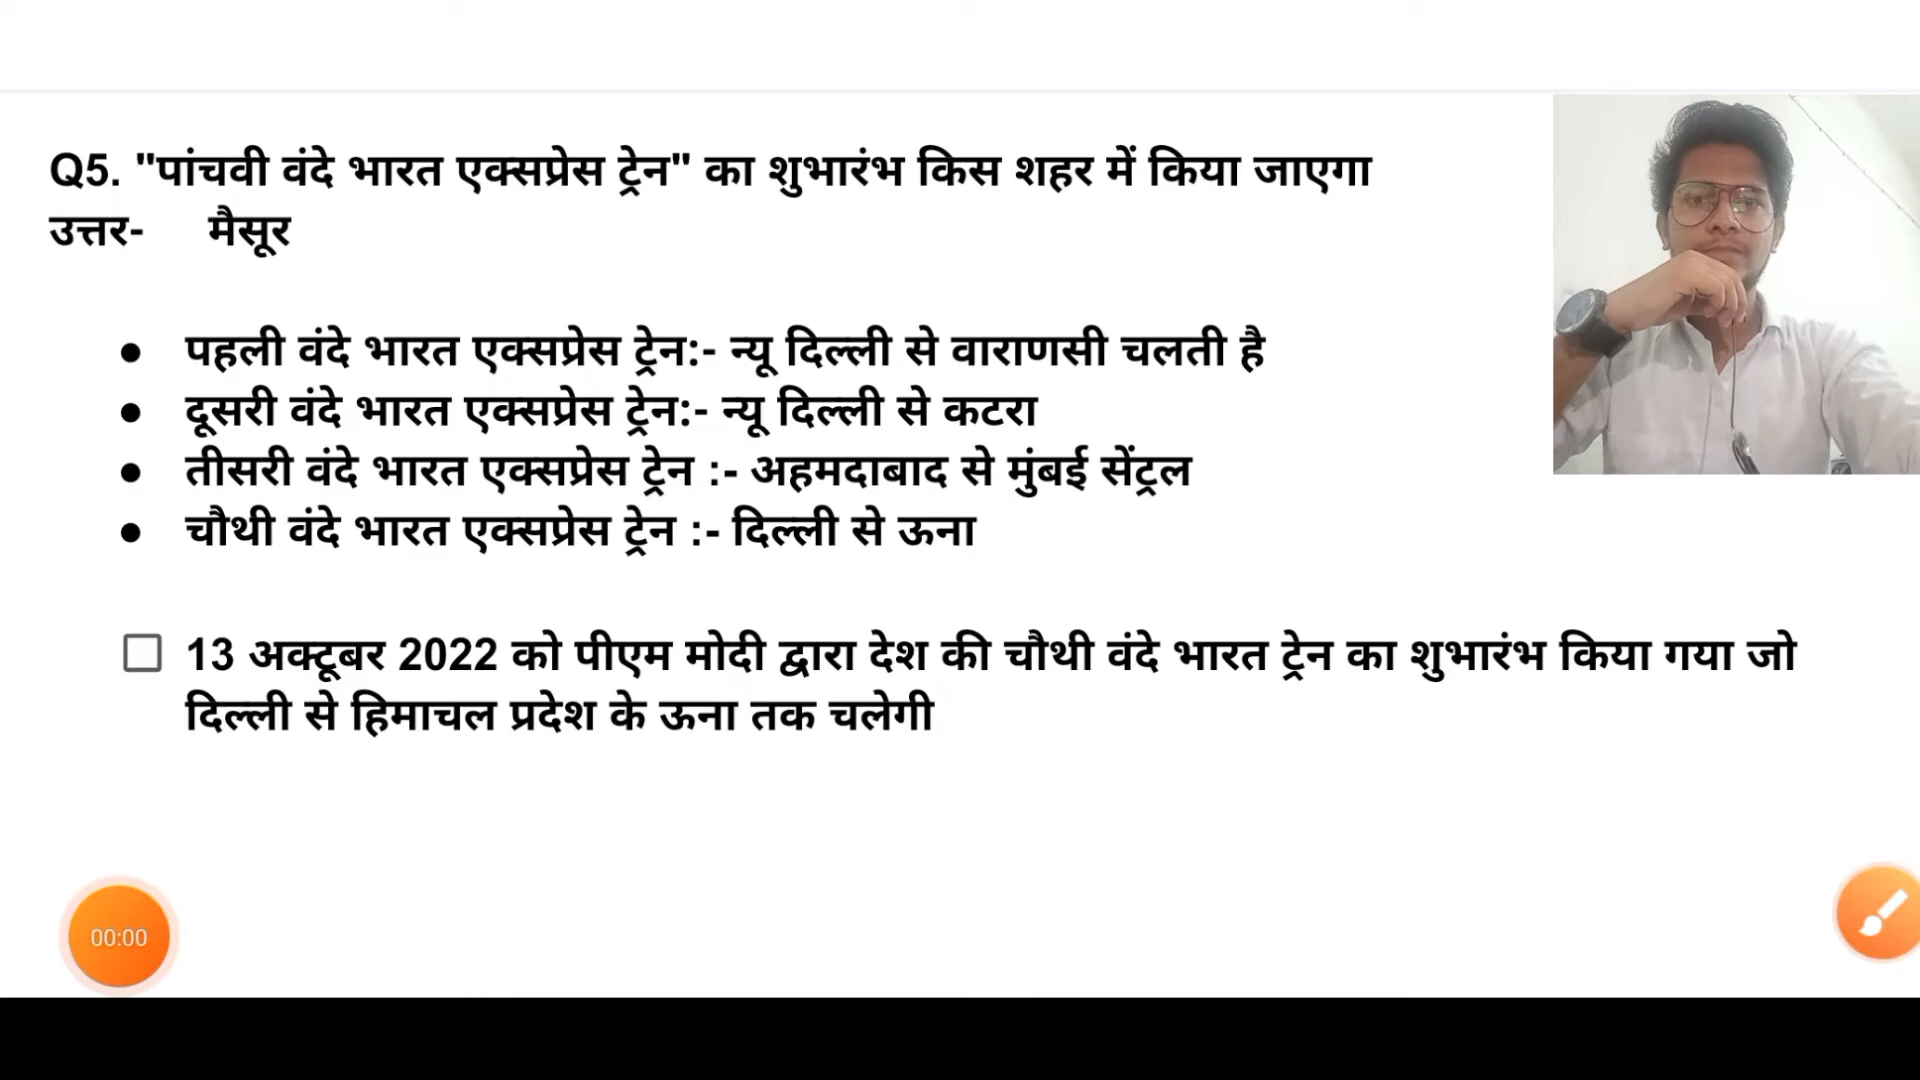 Q5. "पांचवी वंदे भारत एक्सप्रेस ट्रेन" का शुभारंभ किस शहर में किया जाएगा
उत्तर- मैसूर
● पहली वंदे भारत एक्सप्रेस ट्रेन:- न्यू दिल्ली से वाराणसी चलती है
● दूसरी वंदे भारत एक्सप्रेस ट्रेन:- न्यू दिल्ली से कटरा
● तीसरी वंदे भारत एक्सप्रेस ट्रेन :- अहमदाबाद से मुंबई सेंट्रल
● चौथी वंदे भारत एक्सप्रेस ट्रेन :- दिल्ली से ऊना
13 अक्टूबर 2022 को पीएम मोदी द्वारा देश की चौथी वंदे भारत ट्रेन का शुभारंभ किया गया जो
दिल्ली से हिमाचल प्रदेश के ऊना तक चलेगी
00:00